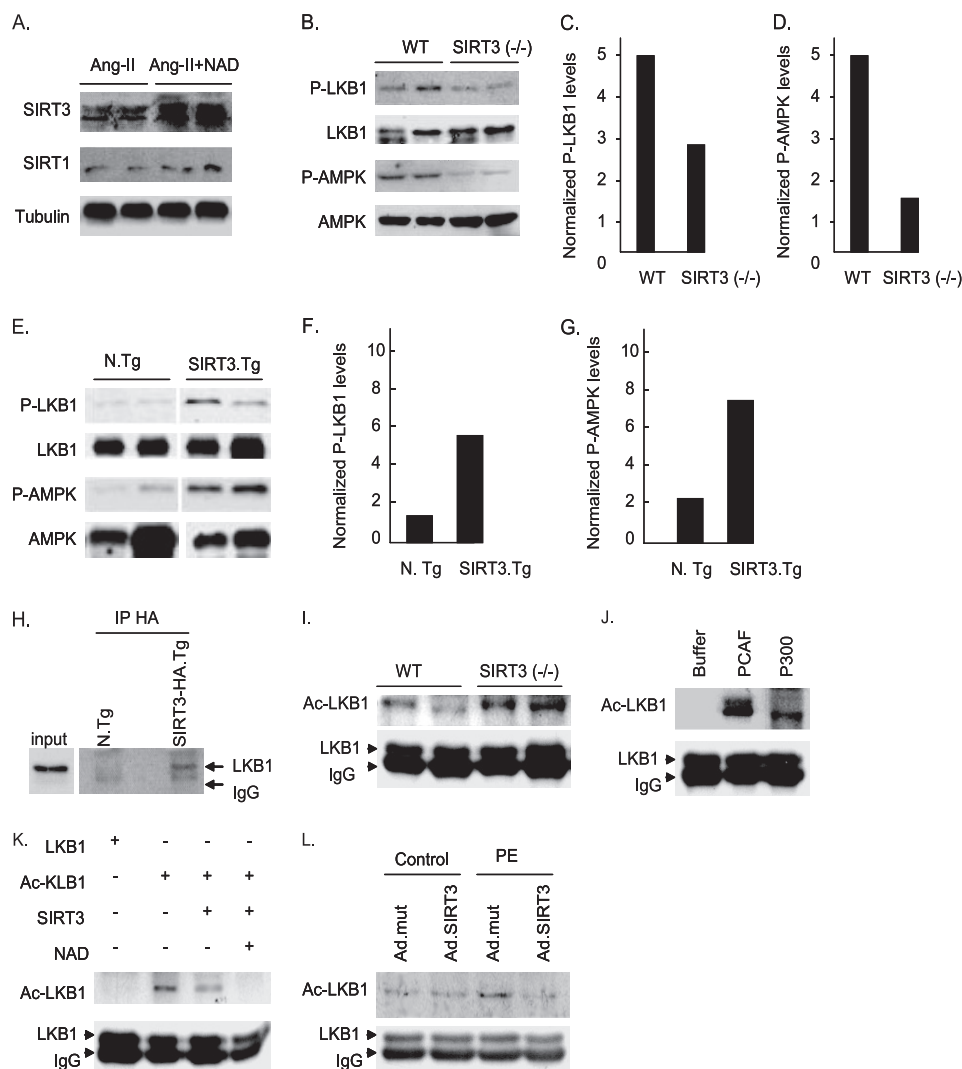 A.
Ang-II Ang-II+NAD
SIRT3
SIRT1
Tubulin
B.
WT SIRT3 (-/-)
P-LKB1
LKB1
P-AMPK
AMPK
C.
Normalized P-LKB1 levels
5
4
3
2
1
0
WT SIRT3 (-/-)
D.
Normalized P-AMPK levels
5
4
3
2
1
0
WT SIRT3 (-/-)
E.
N.Tg SIRT3.Tg
P-LKB1
LKB1
P-AMPK
AMPK
F.
Normalized P-LKB1 levels
10
8
6
4
2
0
N. Tg SIRT3.Tg
G.
Normalized P-AMPK levels
10
8
6
4
2
0
N. Tg SIRT3.Tg
H.
IP HA
input
N.Tg
SIRT3-HA.Tg
LKB1
IgG
I.
WT SIRT3 (-/-)
Ac-LKB1
LKB1
IgG
J.
Buffer
PCAF
P300
Ac-LKB1
LKB1
IgG
K.
LKB1 + - - -
Ac-KLB1 - + + +
SIRT3 - - + +
NAD - - - +
Ac-LKB1
LKB1
IgG
L.
Control PE
Ad.mut
Ad.SIRT3
Ad.mut
Ad.SIRT3
Ac-LKB1
LKB1
IgG